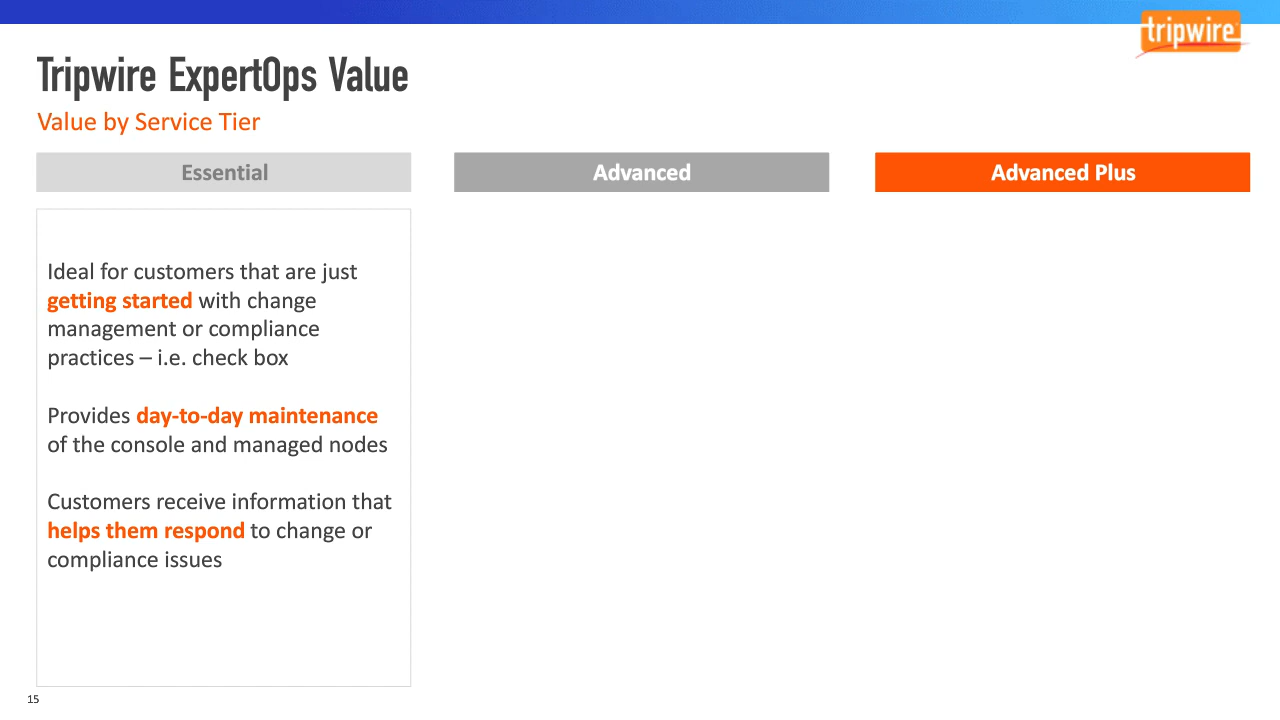 tripwire
Tripwire ExpertOps Value
Value by Service Tier
Essential
Advanced
Advanced Plus
Ideal for customers that are just
getting started with change
management or compliance
practices – i.e. check box
Provides day-to-day maintenance
of the console and managed nodes
Customers receive information that
helps them respond to change or
compliance issues
15